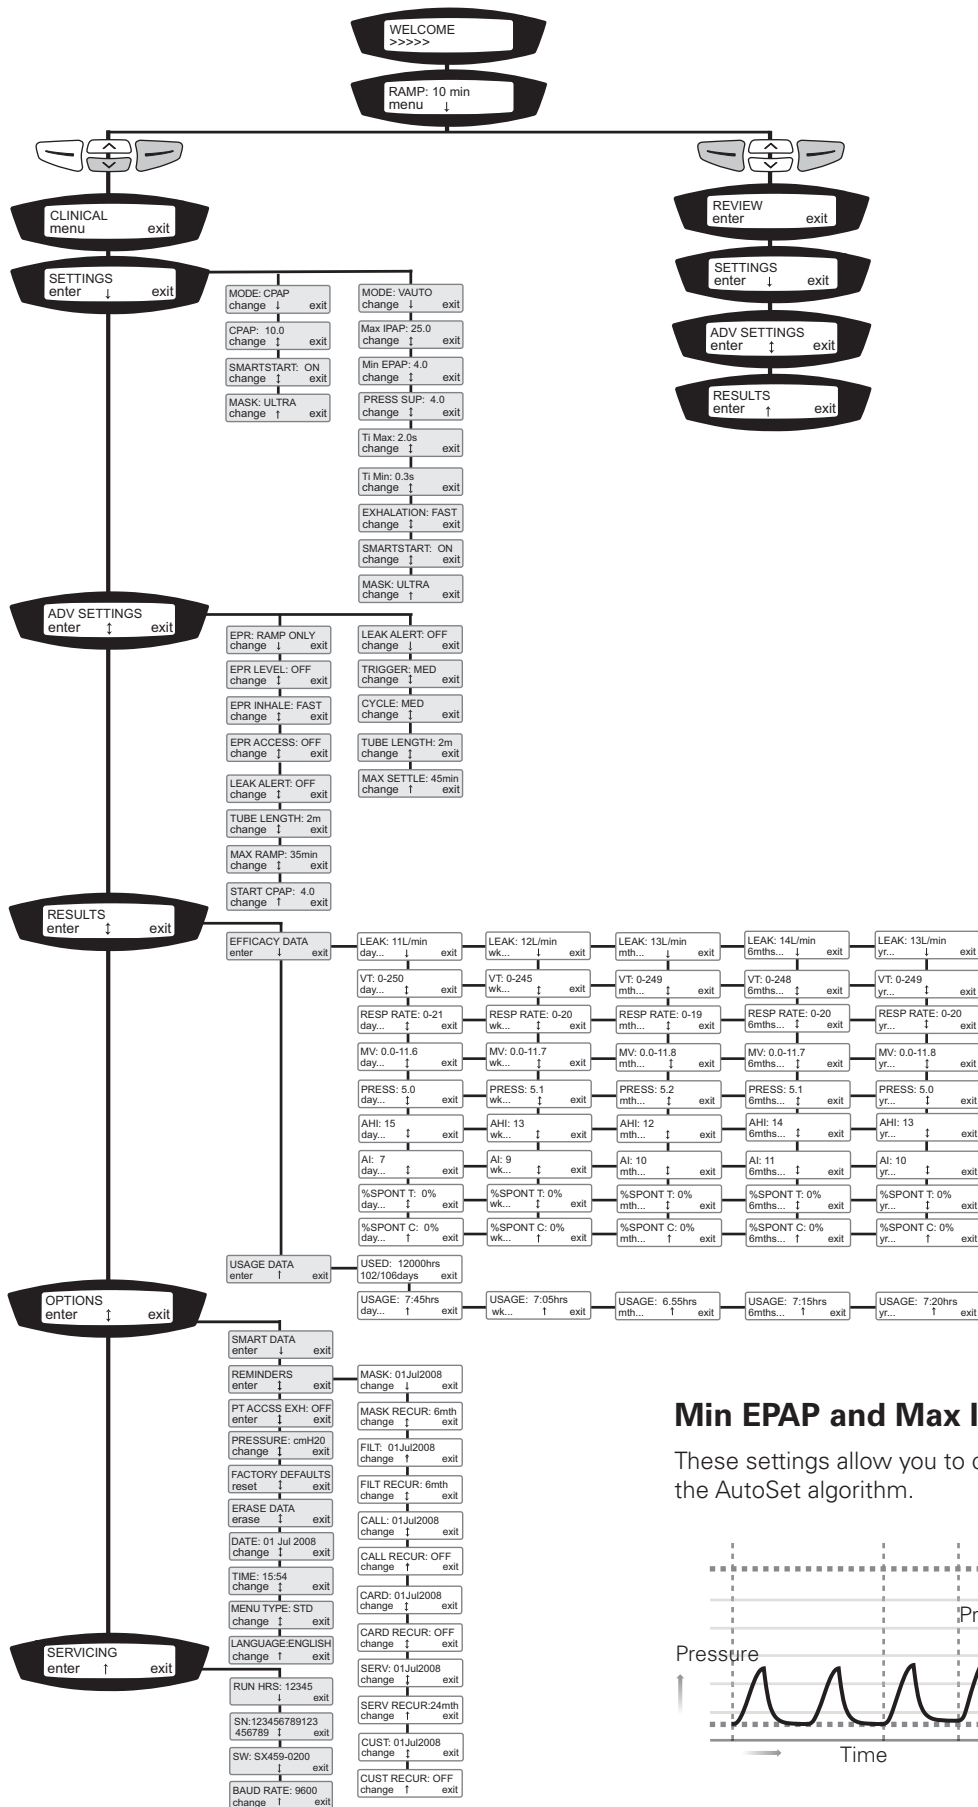 WELCOME
>>>>>
RAMP: 10 min
menu ↓
CLINICAL
menu exit
SETTINGS
enter ↓ exit
MODE: CPAP
change ↓ exit
CPAP: 10.0
change ↕ exit
SMARTSTART: ON
change ↕ exit
MASK: ULTRA
change ↑ exit
MODE: VAUTO
change ↓ exit
Max IPAP: 25.0
change ↕ exit
Min EPAP: 4.0
change ↕ exit
PRESS SUP: 4.0
change ↕ exit
Ti Max: 2.0s
change ↕ exit
Ti Min: 0.3s
change ↕ exit
EXHALATION: FAST
change ↕ exit
SMARTSTART: ON
change ↕ exit
MASK: ULTRA
change ↑ exit
REVIEW
enter exit
SETTINGS
enter ↓ exit
ADV SETTINGS
enter ↕ exit
RESULTS
enter ↑ exit
ADV SETTINGS
enter ↕ exit
EPR: RAMP ONLY
change ↓ exit
EPR LEVEL: OFF
change ↕ exit
EPR INHALE: FAST
change ↕ exit
EPR ACCESS: OFF
change ↕ exit
LEAK ALERT: OFF
change ↕ exit
TUBE LENGTH: 2m
change ↕ exit
MAX RAMP: 35min
change ↕ exit
START CPAP: 4.0
change ↑ exit
LEAK ALERT: OFF
change ↓ exit
TRIGGER: MED
change ↕ exit
CYCLE: MED
change ↕ exit
TUBE LENGTH: 2m
change ↕ exit
MAX SETTLE: 45min
change ↑ exit
RESULTS
enter ↕ exit
EFFICACY DATA
enter ↓ exit
LEAK: 11L/min LEAK: 12L/min LEAK: 13L/min LEAK: 14L/min LEAK: 13L/min
day... ↓ exit wk... ↓ exit mth... ↓ exit 6mths... ↓ exit yr... ↓ exit
VT: 0-250 VT: 0-245 VT: 0-249 VT: 0-248 VT: 0-249
day... ↕ exit wk... ↕ exit mth... ↕ exit 6mths... ↕ exit yr... ↕ exit
RESP RATE: 0-21 RESP RATE: 0-20 RESP RATE: 0-19 RESP RATE: 0-20 RESP RATE: 0-20
day... ↕ exit wk... ↕ exit mth... ↕ exit 6mths... ↕ exit yr... ↕ exit
MV: 0.0-11.6 MV: 0.0-11.7 MV: 0.0-11.8 MV: 0.0-11.7 MV: 0.0-11.8
day... ↕ exit wk... ↕ exit mth... ↕ exit 6mths... ↕ exit yr... ↕ exit
PRESS: 5.0 PRESS: 5.1 PRESS: 5.2 PRESS: 5.1 PRESS: 5.0
day... ↕ exit wk... ↕ exit mth... ↕ exit 6mths... ↕ exit yr... ↕ exit
AHI: 15 AHI: 13 AHI: 12 AHI: 14 AHI: 13
day... ↕ exit wk... ↕ exit mth... ↕ exit 6mths... ↕ exit yr... ↕ exit
AI: 7 AI: 9 AI: 10 AI: 11 AI: 10
day... ↕ exit wk... ↕ exit mth... ↕ exit 6mths... ↕ exit yr... ↕ exit
%SPONT T: 0% %SPONT T: 0% %SPONT T: 0% %SPONT T: 0% %SPONT T: 0%
day... ↕ exit wk... ↕ exit mth... ↕ exit 6mths... ↕ exit yr... ↕ exit
%SPONT C: 0% %SPONT C: 0% %SPONT C: 0% %SPONT C: 0% %SPONT C: 0%
day... ↑ exit wk... ↑ exit mth... ↑ exit 6mths... ↑ exit yr... ↑ exit
USAGE DATA
enter ↑ exit
USED: 12000hrs
102/106days exit
USAGE: 7:45hrs USAGE: 7:05hrs USAGE: 6.55hrs USAGE: 7:15hrs USAGE: 7:20hrs
day... ↑ exit wk... ↑ exit mth... ↑ exit 6mths... ↑ exit yr... ↑ exit
OPTIONS
enter ↕ exit
SMART DATA
enter ↓ exit
REMINDERS
enter ↕ exit
PT ACCSS EXH: OFF
enter ↕ exit
PRESSURE: cmH20
change ↕ exit
FACTORY DEFAULTS
reset ↕ exit
ERASE DATA
erase ↕ exit
DATE: 01 Jul 2008
change ↕ exit
TIME: 15:54
change ↕ exit
MENU TYPE: STD
change ↕ exit
LANGUAGE:ENGLISH
change ↑ exit
MASK: 01Jul2008
change ↓ exit
MASK RECUR: 6mth
change ↕ exit
FILT: 01Jul2008
change ↑ exit
FILT RECUR: 6mth
change ↕ exit
CALL: 01Jul2008
change ↕ exit
CALL RECUR: OFF
change ↑ exit
CARD: 01Jul2008
change ↕ exit
CARD RECUR: OFF
change ↕ exit
SERV: 01Jul2008
change ↕ exit
SERV RECUR:24mth
change ↑ exit
CUST: 01Jul2008
change ↕ exit
CUST RECUR: OFF
change ↑ exit
SERVICING
enter ↑ exit
RUN HRS: 12345
↓ exit
SN:123456789123
456789 ↕ exit
SW: SX459-0200
↕ exit
BAUD RATE: 9600
change ↑ exit
Min EPAP and Max I
These settings allow you to
the AutoSet algorithm.
Pr
Pressure
Time